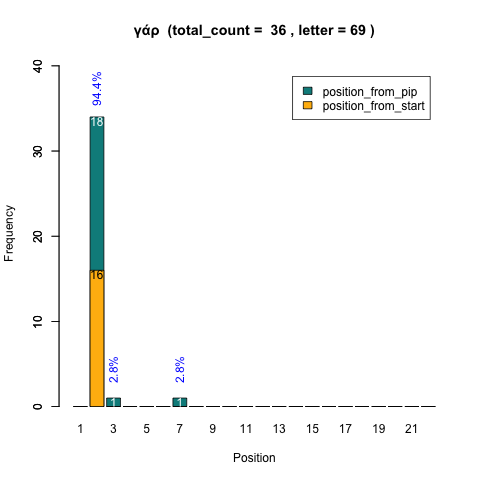 γάρ (total_count = 36 , letter = 69 )
40
30
20
10
0
Frequency
94.4%
18
16
2.8%
1
2.8%
1
position_from_pip
position_from_start
1 3 5 7 9 11 13 15 17 19 21
Position